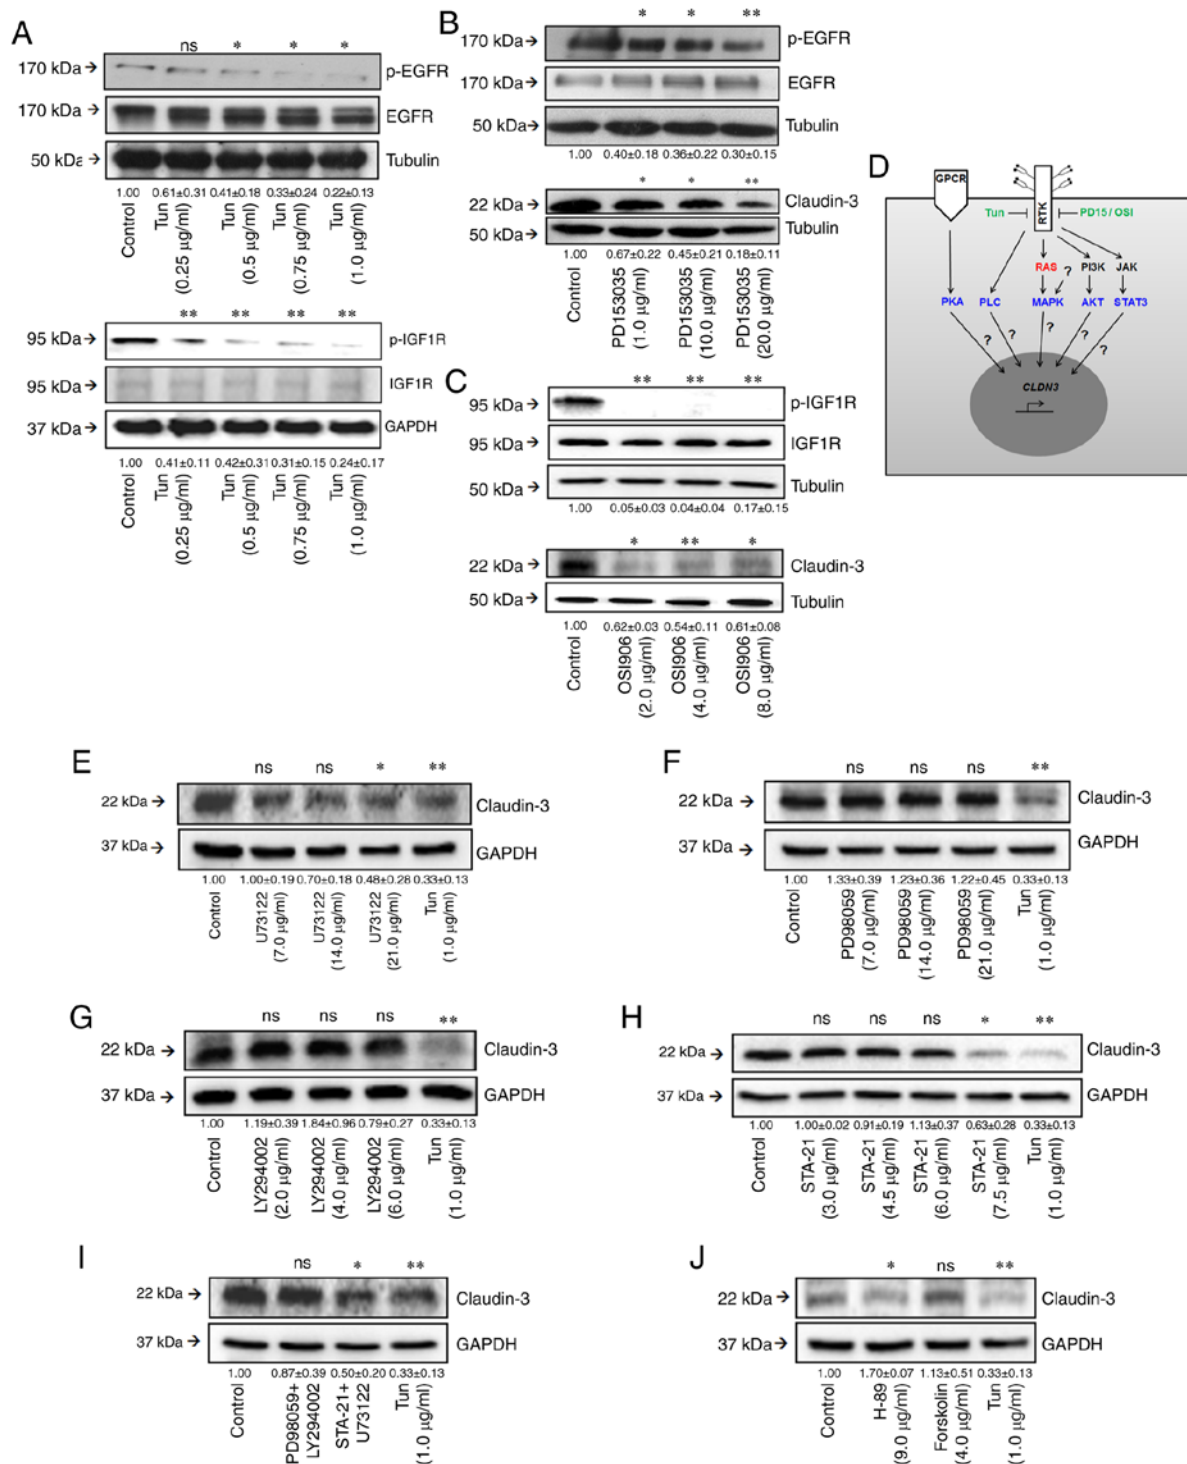 A
ns * * *
170 kDa→ p-EGFR
170 kDa→ EGFR
50 kDa→ Tubulin
1.00 0.61±0.31 0.41±0.18 0.33±0.24 0.22±0.13
Control
Tun (0.25 µg/ml)
Tun (0.5 µg/ml)
Tun (0.75 µg/ml)
Tun (1.0 µg/ml)
** ** ** **
95 kDa→ p-IGF1R
95 kDa→ IGF1R
37 kDa→ GAPDH
1.00 0.41±0.11 0.42±0.31 0.31±0.15 0.24±0.17
Control
Tun (0.25 µg/ml)
Tun (0.5 µg/ml)
Tun (0.75 µg/ml)
Tun (1.0 µg/ml)
B
* * **
170 kDa→ p-EGFR
170 kDa→ EGFR
50 kDa→ Tubulin
1.00 0.40±0.18 0.36±0.22 0.30±0.15
* * **
22 kDa→ Claudin-3
50 kDa→ Tubulin
1.00 0.67±0.22 0.45±0.21 0.18±0.11
Control
PD153035 (1.0 µg/ml)
PD153035 (10.0 µg/ml)
PD153035 (20.0 µg/ml)
C
** ** **
95 kDa→ p-IGF1R
95 kDa→ IGF1R
50 kDa→ Tubulin
1.00 0.05±0.03 0.04±0.04 0.17±0.15
* ** *
22 kDa→ Claudin-3
50 kDa→ Tubulin
1.00 0.62±0.03 0.54±0.11 0.61±0.08
Control
OSI906 (2.0 µg/ml)
OSI906 (4.0 µg/ml)
OSI906 (8.0 µg/ml)
D
GPCR
RTK
Tun PD15/OSI
RAS ? PI3K JAK
PKA PLC MAPK AKT STAT3
? ? ? ? ?
CLDN3
E
ns ns * **
22 kDa→ Claudin-3
37 kDa→ GAPDH
1.00 1.00±0.19 0.70±0.18 0.48±0.28 0.33±0.13
Control
U73122 (7.0 µg/ml)
U73122 (14.0 µg/ml)
U73122 (21.0 µg/ml)
Tun (1.0 µg/ml)
F
ns ns ns **
22 kDa→ Claudin-3
37 kDa→ GAPDH
1.00 1.33±0.39 1.23±0.36 1.22±0.45 0.33±0.13
Control
PD98059 (7.0 µg/ml)
PD98059 (14.0 µg/ml)
PD98059 (21.0 µg/ml)
Tun (1.0 µg/ml)
G
ns ns ns **
22 kDa→ Claudin-3
37 kDa→ GAPDH
1.00 1.19±0.39 1.84±0.96 0.79±0.27 0.33±0.13
Control
LY294002 (2.0 µg/ml)
LY294002 (4.0 µg/ml)
LY294002 (6.0 µg/ml)
Tun (1.0 µg/ml)
H
ns ns ns * **
22 kDa→ Claudin-3
37 kDa→ GAPDH
1.00 1.00±0.02 0.91±0.19 1.13±0.37 0.63±0.28 0.33±0.13
Control
STA-21 (3.0 µg/ml)
STA-21 (4.5 µg/ml)
STA-21 (6.0 µg/ml)
STA-21 (7.5 µg/ml)
Tun (1.0 µg/ml)
I
ns * **
22 kDa→ Claudin-3
37 kDa→ GAPDH
1.00 0.87±0.39 0.50±0.20 0.33±0.13
Control
PD98059+ LY294002
STA-21+ U73122
Tun (1.0 µg/ml)
J
* ns **
22 kDa→ Claudin-3
37 kDa→ GAPDH
1.00 1.70±0.07 1.13±0.51 0.33±0.13
Control
H-89 (9.0 µg/ml)
Forskolin (4.0 µg/ml)
Tun (1.0 µg/ml)